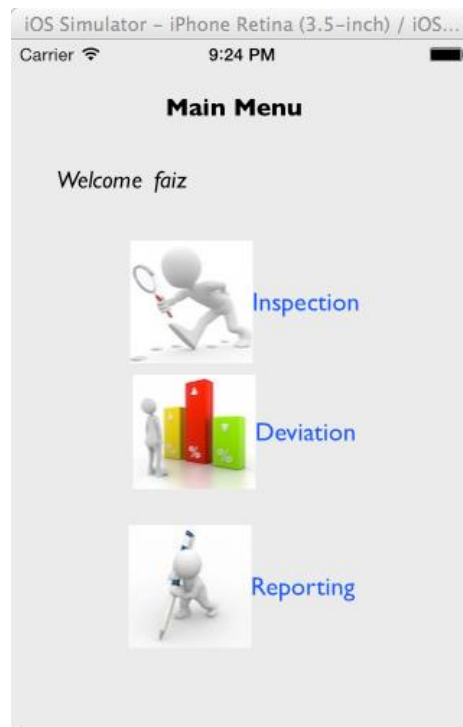 iOS Simulator – iPhone Retina (3.5-inch) / iOS...
Carrier 9:24 PM
Main Menu
Welcome faiz
Inspection
% %
Deviation
Reporting